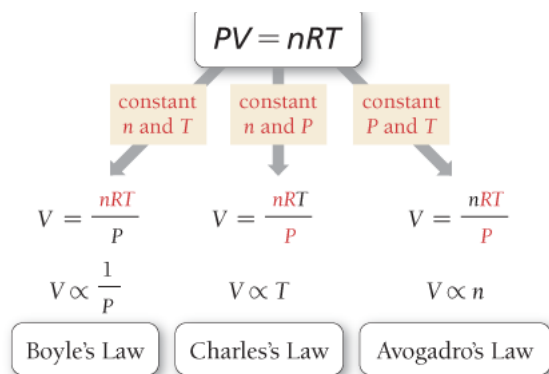 PV = nRT
constant
n and T
constant
n and P
constant
P and T
V = nRT / P
V = nRT / P
V = nRT / P
V ∝ 1 / P
V ∝ T
V ∝ n
Boyle's Law
Charles's Law
Avogadro's Law